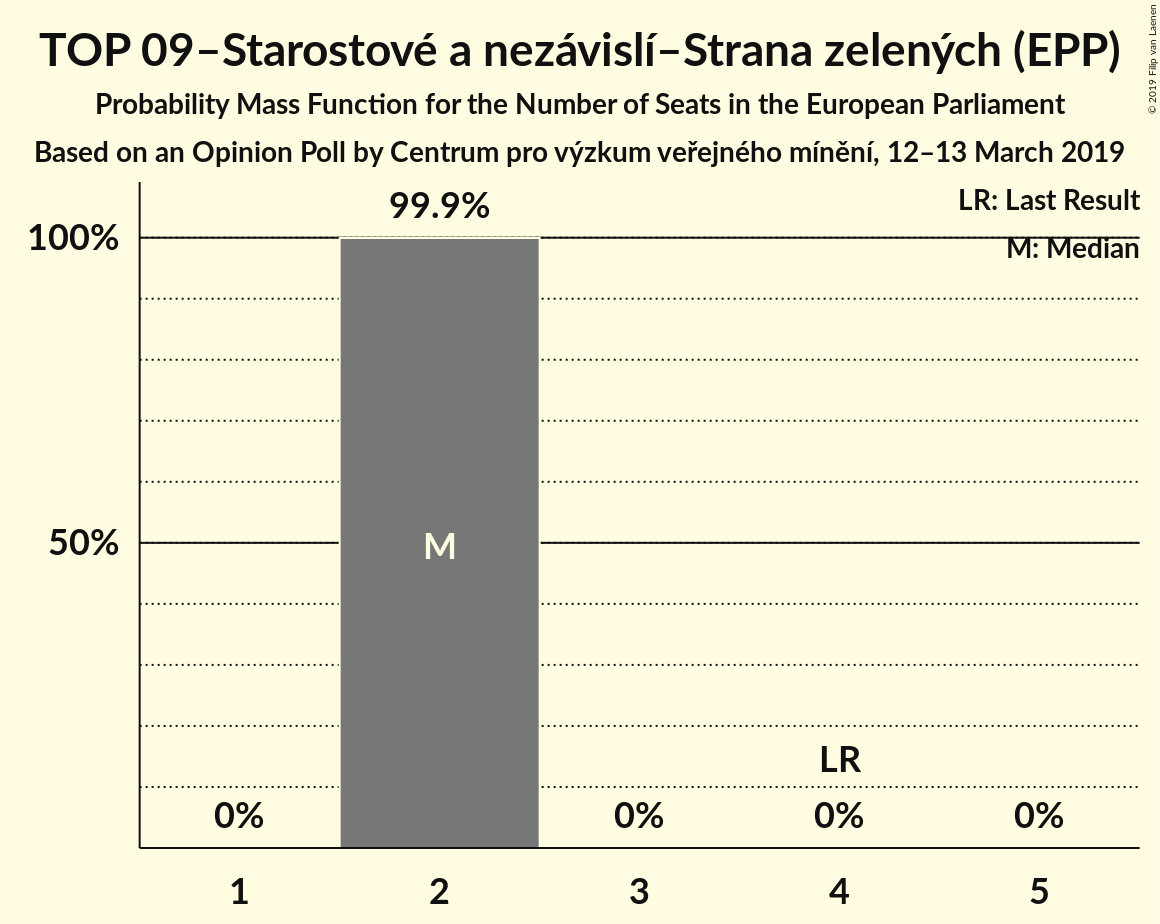 TOP 09–Starostové a nezávislí–Strana zelených (EPP)
Probability Mass Function for the Number of Seats in the European Parliament
Based on an Opinion Poll by Centrum pro výzkum veřejného mínění, 12–13 March 2019
© 2019 Filip van Laenen
99.9%
LR: Last Result
100%
M: Median
50%
M
LR
0%
0%
0%
0%
1
2
3
4
5